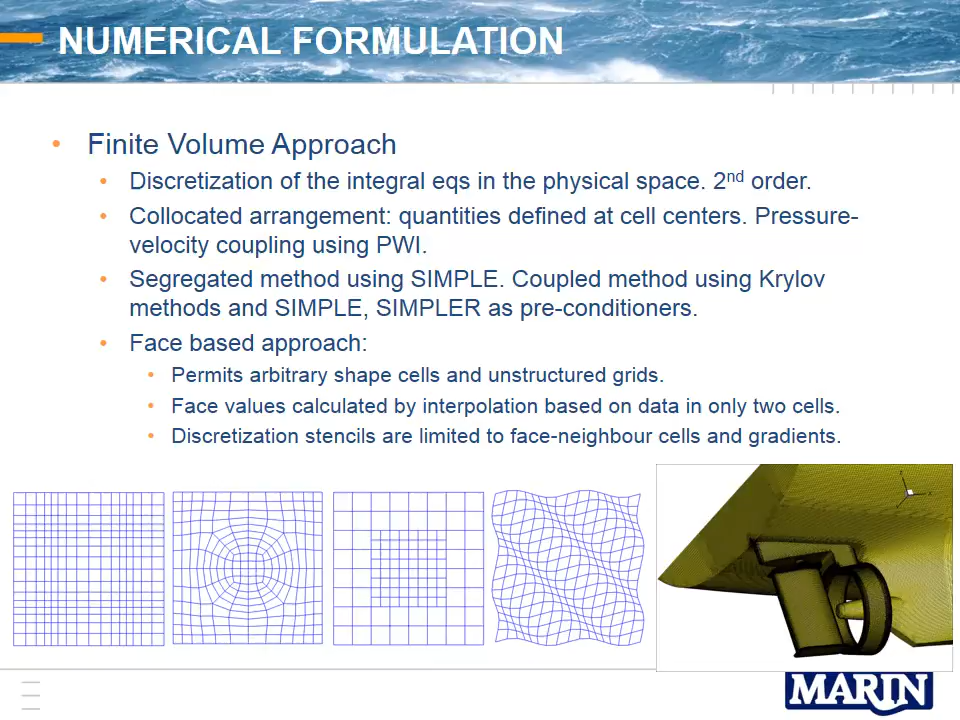 NUMERICAL FORMULATION
• Finite Volume Approach
• Discretization of the integral eqs in the physical space. 2nd order.
• Collocated arrangement: quantities defined at cell centers. Pressure-
velocity coupling using PWI.
• Segregated method using SIMPLE. Coupled method using Krylov
methods and SIMPLE, SIMPLER as pre-conditioners.
• Face based approach:
• Permits arbitrary shape cells and unstructured grids.
• Face values calculated by interpolation based on data in only two cells.
• Discretization stencils are limited to face-neighbour cells and gradients.
MARIN